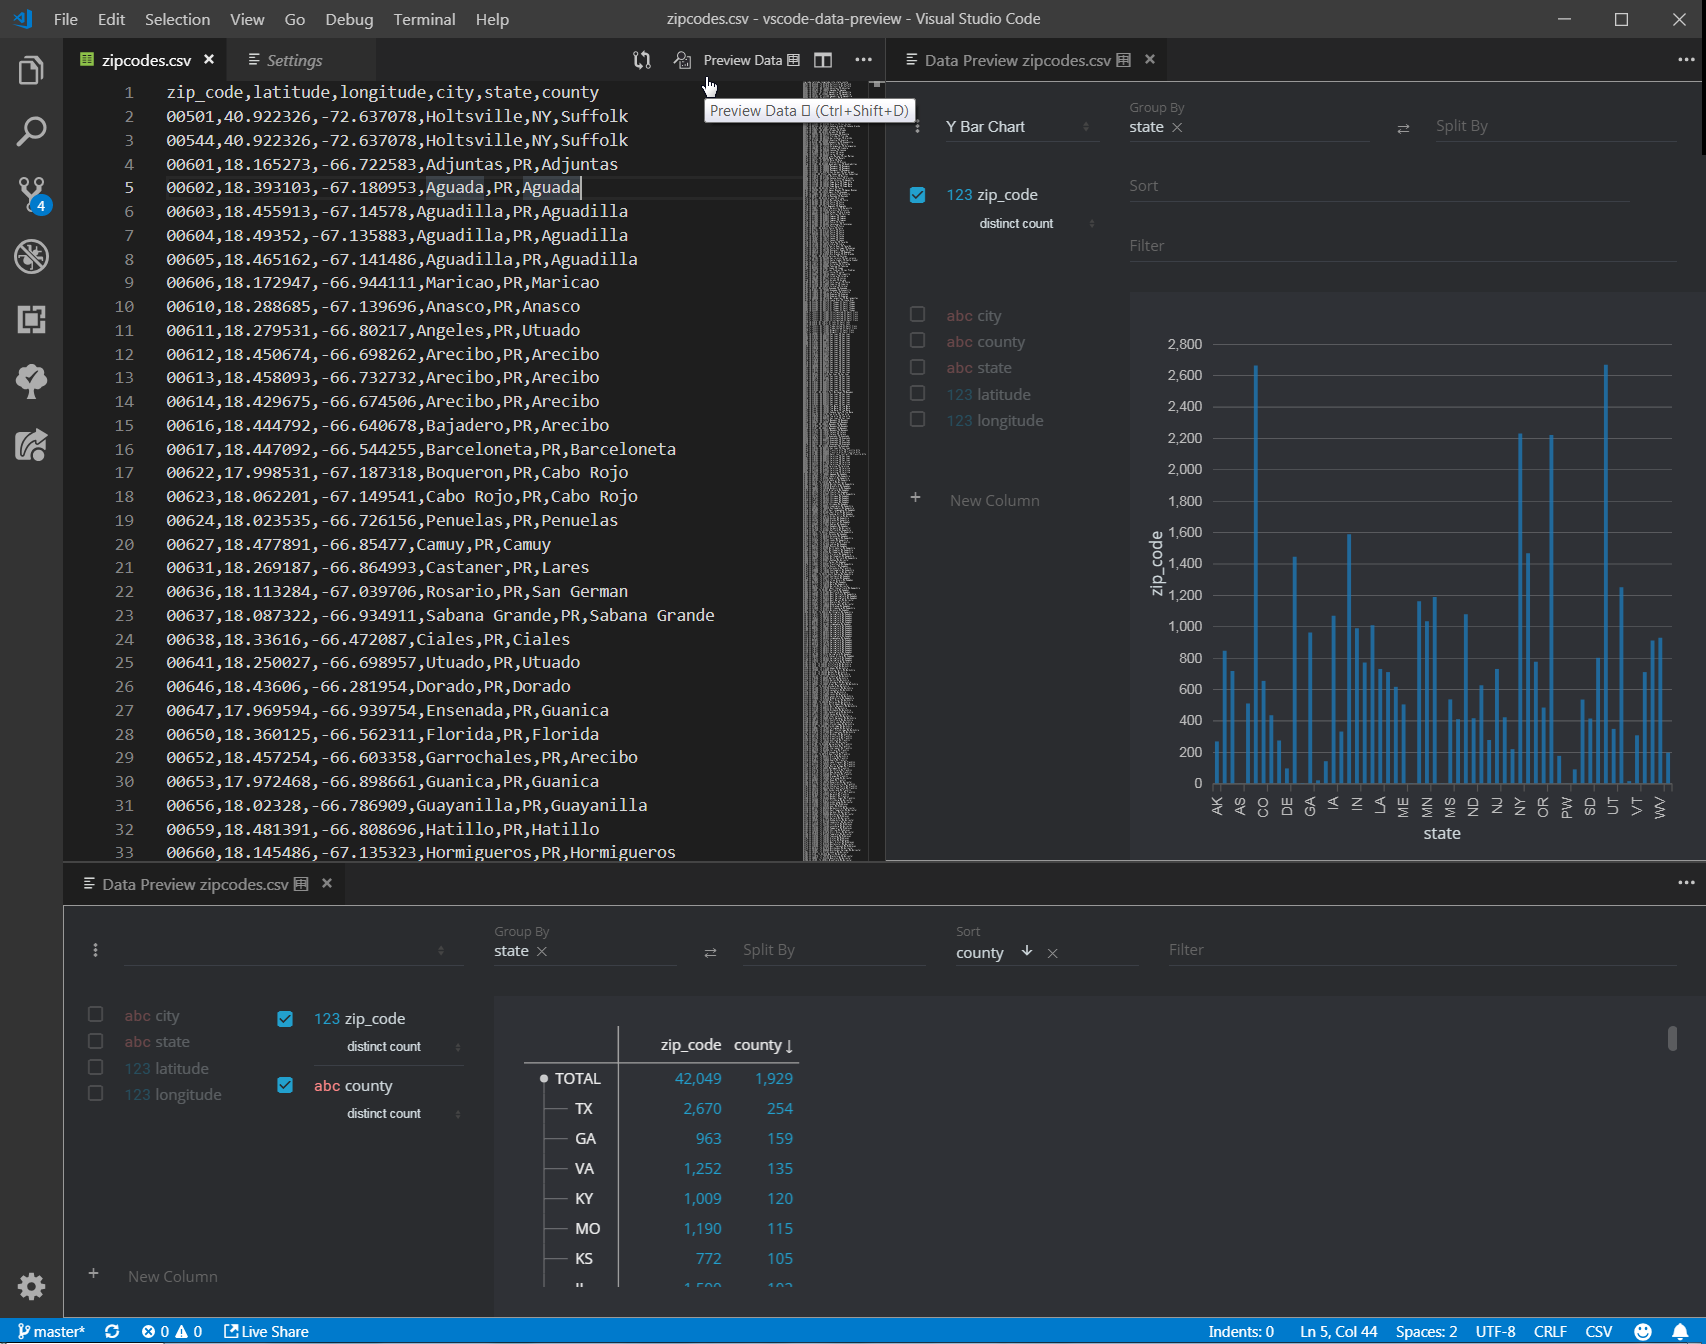 File Edit Selection View Go Debug Terminal Help
zipcodes.csv - vscode-data-preview - Visual Studio Code
zipcodes.csv
Settings
Preview Data
Preview Data (Ctrl+Shift+D)
1 zip_code,latitude,longitude,city,state,county
2 00501,40.922326,-72.637078,Holtsville,NY,Suffolk
3 00544,40.922326,-72.637078,Holtsville,NY,Suffolk
4 00601,18.165273,-66.722583,Adjuntas,PR,Adjuntas
5 00602,18.393103,-67.180953,Aguada,PR,Aguada
6 00603,18.455913,-67.14578,Aguadilla,PR,Aguadilla
7 00604,18.49352,-67.135883,Aguadilla,PR,Aguadilla
8 00605,18.465162,-67.141486,Aguadilla,PR,Aguadilla
9 00606,18.172947,-66.944111,Maricao,PR,Maricao
10 00610,18.288685,-67.139696,Anasco,PR,Anasco
11 00611,18.279531,-66.80217,Angeles,PR,Utuado
12 00612,18.450674,-66.698262,Arecibo,PR,Arecibo
13 00613,18.458093,-66.732732,Arecibo,PR,Arecibo
14 00614,18.429675,-66.674506,Arecibo,PR,Arecibo
15 00616,18.444792,-66.640678,Bajadero,PR,Arecibo
16 00617,18.447092,-66.544255,Barceloneta,PR,Barceloneta
17 00622,17.998531,-67.187318,Boqueron,PR,Cabo Rojo
18 00623,18.062201,-67.149541,Cabo Rojo,PR,Cabo Rojo
19 00624,18.023535,-66.726156,Penuelas,PR,Penuelas
20 00627,18.477891,-66.85477,Camuy,PR,Camuy
21 00631,18.269187,-66.864993,Castaner,PR,Lares
22 00636,18.113284,-67.039706,Rosario,PR,San German
23 00637,18.087322,-66.934911,Sabana Grande,PR,Sabana Grande
24 00638,18.33616,-66.472087,Ciales,PR,Ciales
25 00641,18.250027,-66.698957,Utuado,PR,Utuado
26 00646,18.43606,-66.281954,Dorado,PR,Dorado
27 00647,17.969594,-66.939754,Ensenada,PR,Guanica
28 00650,18.360125,-66.562311,Florida,PR,Florida
29 00652,18.457254,-66.603358,Garrochales,PR,Arecibo
30 00653,17.972468,-66.898661,Guanica,PR,Guanica
31 00656,18.02328,-66.786909,Guayanilla,PR,Guayanilla
32 00659,18.481391,-66.808696,Hatillo,PR,Hatillo
33 00660,18.145486,-67.135323,Hormigueros,PR,Hormigueros
4
Data Preview zipcodes.csv
Y Bar Chart
Group By
state
Split By
Sort
Filter
123 zip_code
distinct count
abc city
abc county
abc state
123 latitude
123 longitude
+ New Column
2,800
2,600
2,400
2,200
2,000
1,800
1,600
1,400
1,200
1,000
800
600
400
200
0
zip_code
AK AS CO DE GA IA IN LA ME MN MS ND NJ NY OR PW SD UT VT WV
state
Data Preview zipcodes.csv
Group By
state
Split By
Sort
county
Filter
abc city
abc state
123 latitude
123 longitude
123 zip_code
distinct count
abc county
distinct count
+ New Column
zip_code county
TOTAL 42,049 1,929
TX 2,670 254
GA 963 159
VA 1,252 135
KY 1,009 120
MO 1,190 115
KS 772 105
master* 0 0 Live Share
Indents: 0 Ln 5, Col 44 Spaces: 2 UTF-8 CRLF CSV